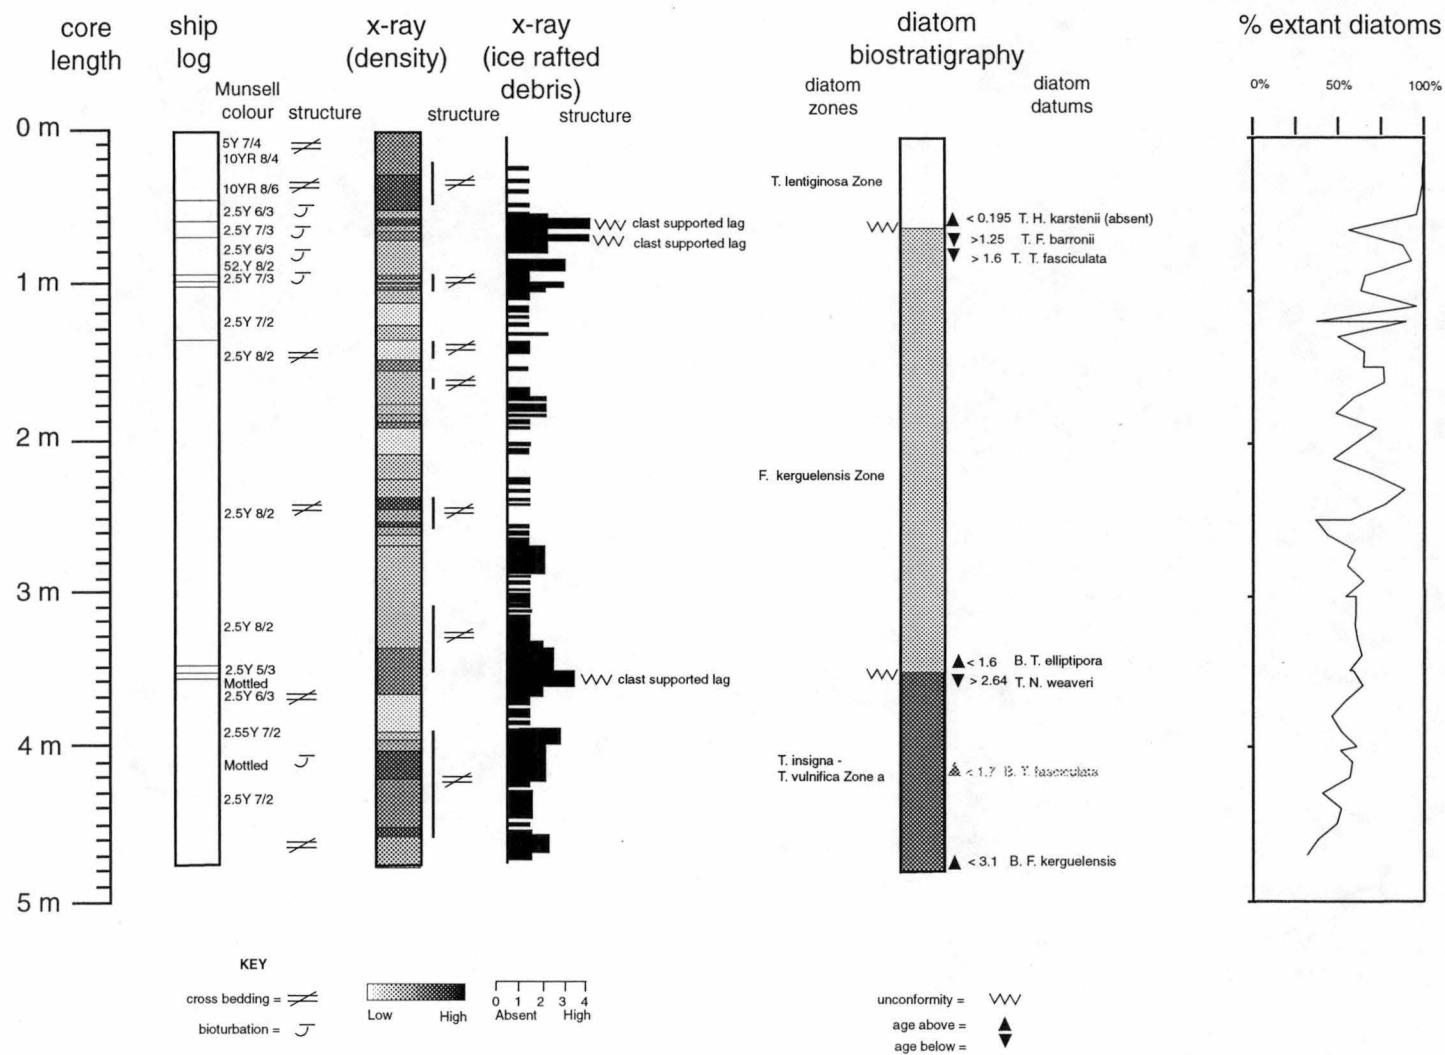 core
length
ship
log
x-ray
(density)
x-ray
(ice rafted
debris)
diatom
biostratigraphy
% extant diatoms
Munsell
colour
structure
structure
structure
diatom
zones
diatom
datums
0%
50%
100%
0 m
1 m
2 m
3 m
4 m
5 m
5Y 7/4
10YR 8/4
10YR 8/6
2.5Y 6/3
2.5Y 7/3
2.5Y 6/3
52.Y 8/2
2.5Y 7/3
2.5Y 7/2
2.5Y 8/2
2.5Y 8/2
2.5Y 8/2
2.5Y 5/3
Mottled
2.5Y 6/3
2.55Y 7/2
Mottled
2.5Y 7/2
clast supported lag
clast supported lag
clast supported lag
T. lentiginosa Zone
F. kerguelensis Zone
T. insigna -
T. vulnifica Zone a
< 0.195 T. H. karstenii (absent)
>1.25 T. F. barronii
> 1.6 T. T. fasciculata
< 1.6 B. T. elliptipora
> 2.64 T. N. weaveri
< 1.7 B. T. fasciculata
< 3.1 B. F. kerguelensis
KEY
cross bedding =
bioturbation =
Low High
0 1 2 3 4
Absent High
unconformity =
age above =
age below =